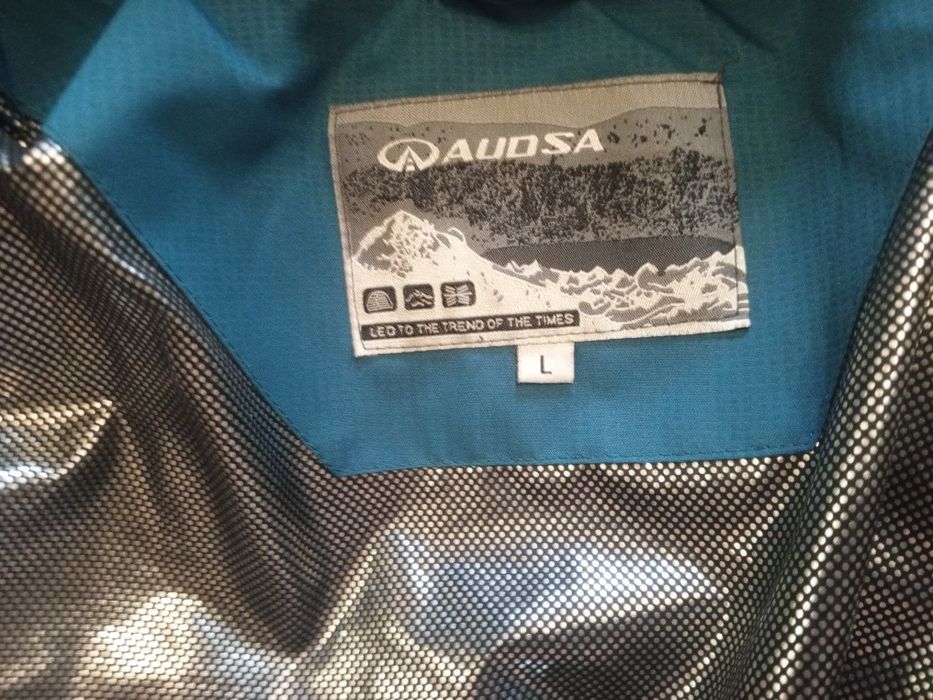 AUDSA
LED TO THE TREND OF THE TIMES
L